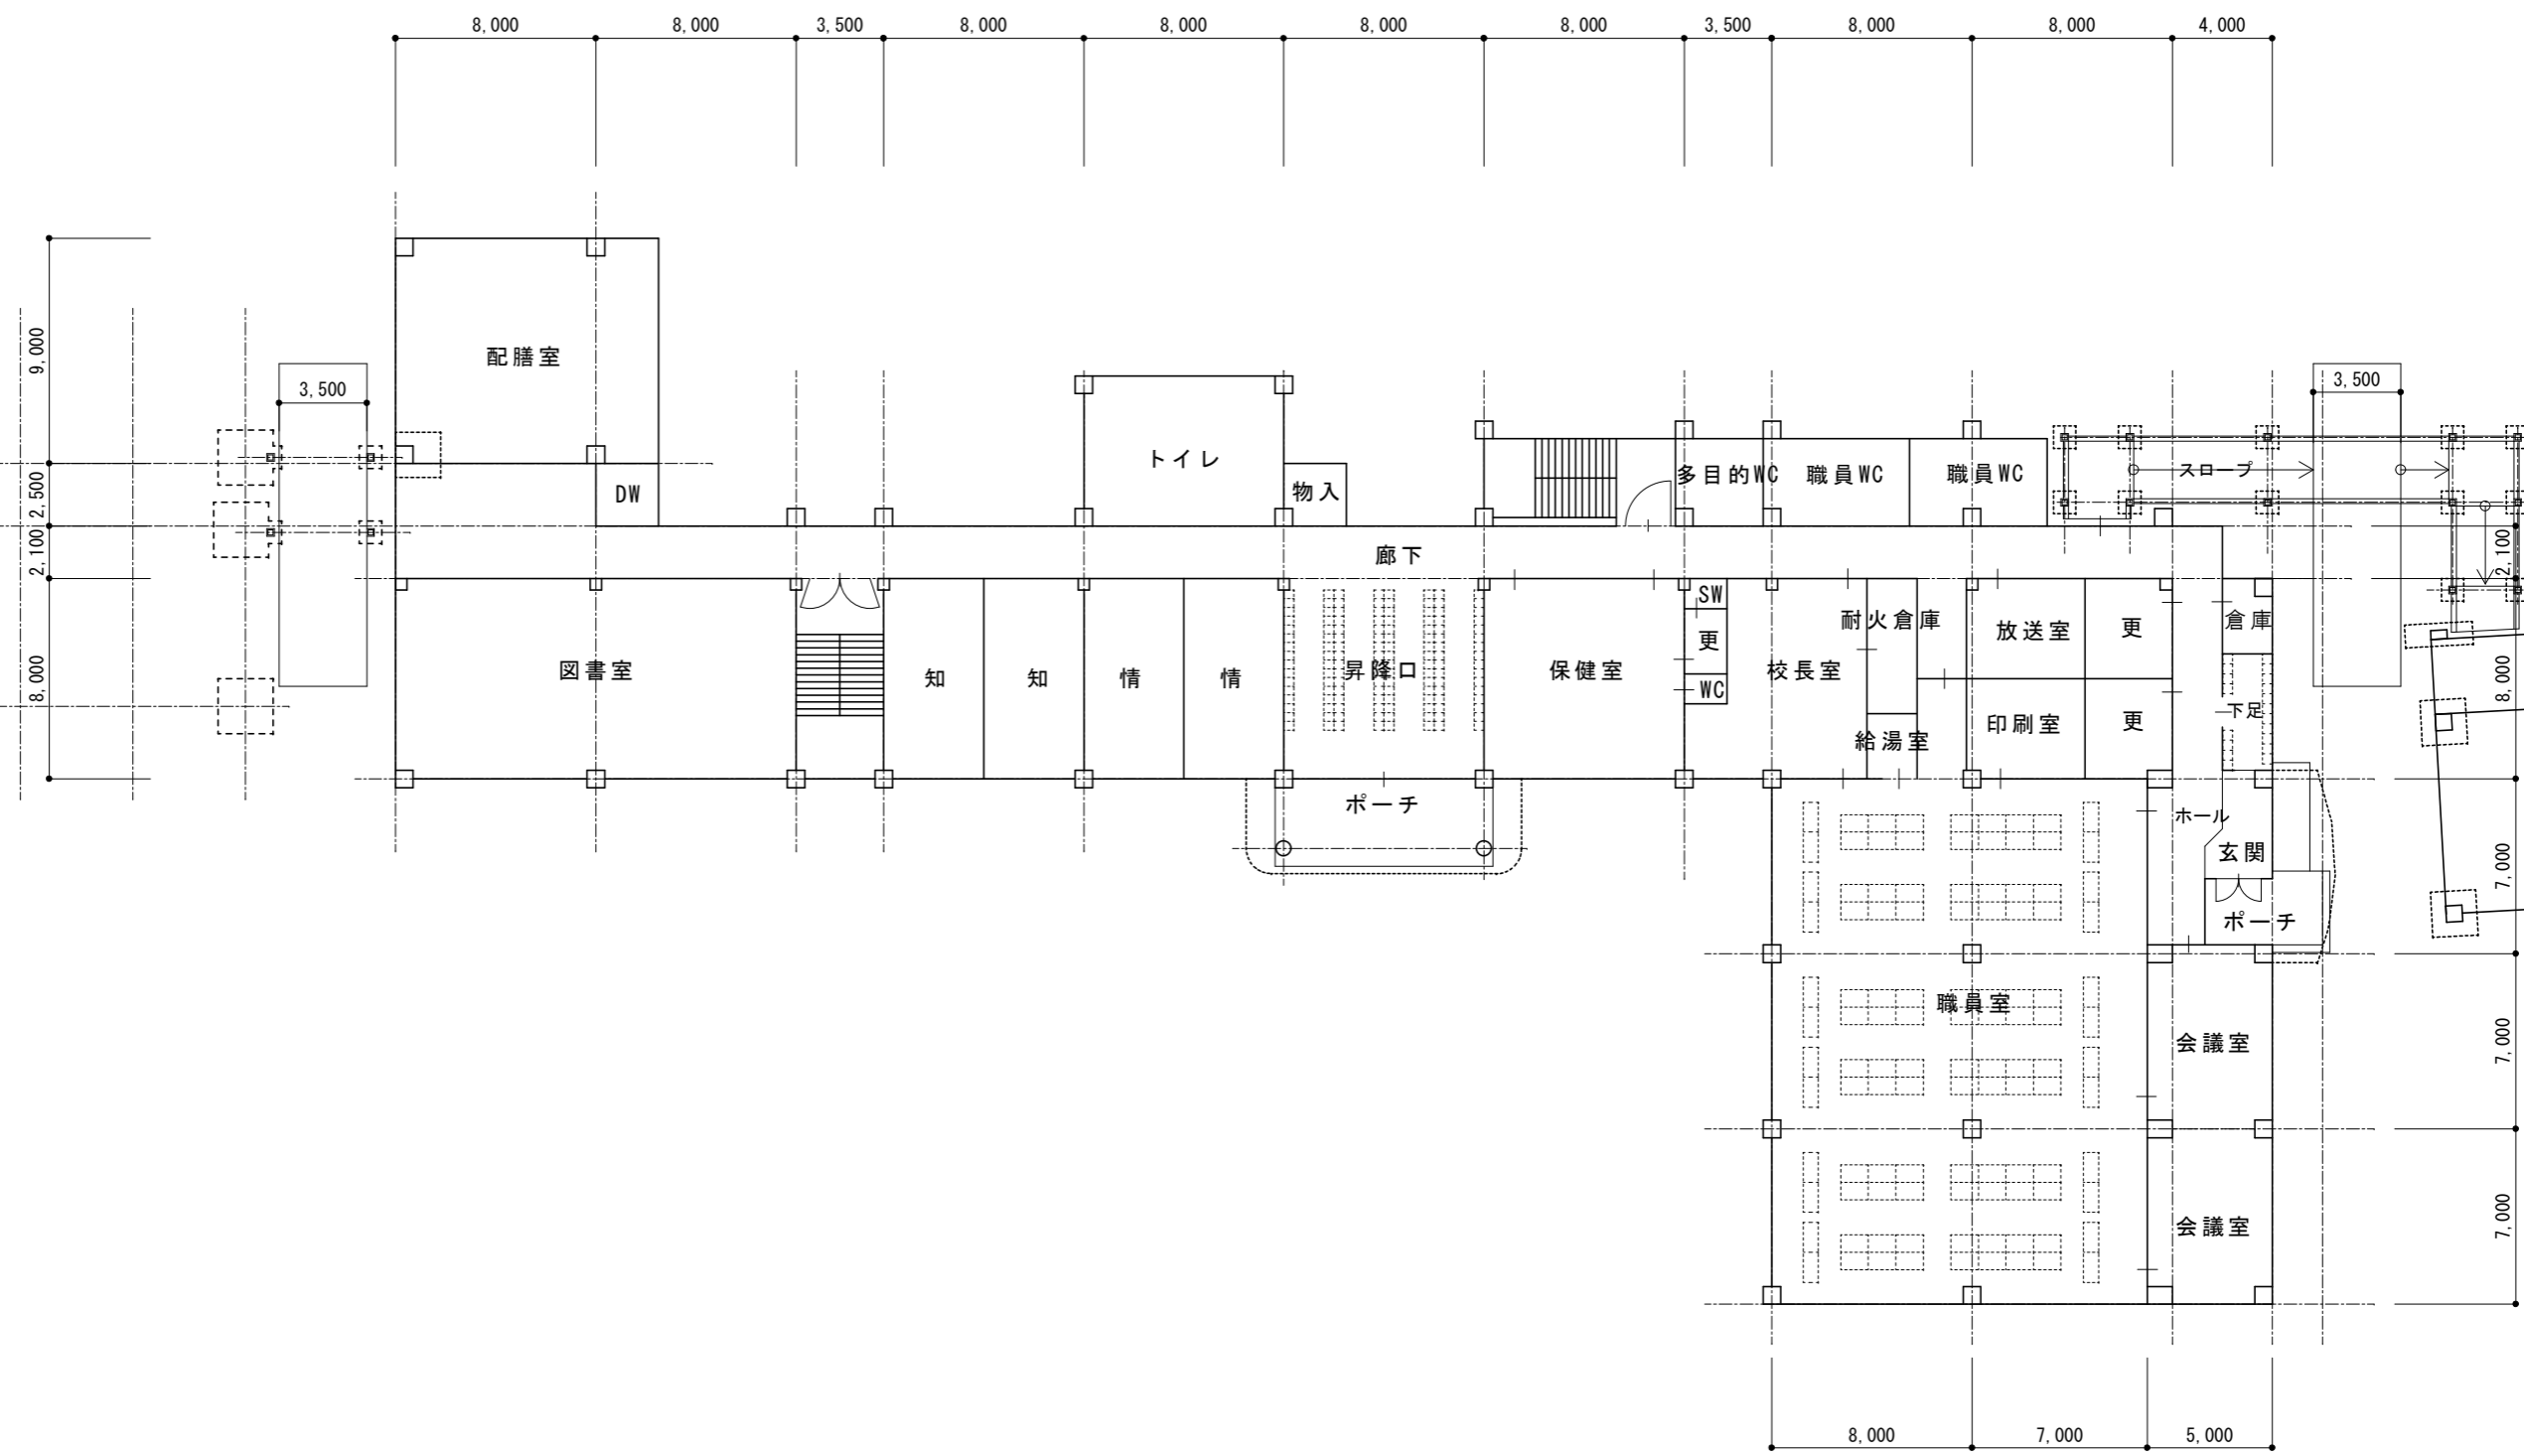 8,000
8,000
3,500
8,000
8,000
8,000
8,000
3,500
8,000
8,000
4,000
9,000
2,500
2,100
8,000
3,500
3,500
配膳室
DW
トイレ
物入
多目的WC
職員WC
職員WC
スロープ
廊下
2,100
8,000
7,000
7,000
7,000
図書室
知
知
情
情
昇降口
保健室
SW
更
WC
校長室
耐火倉庫
給湯室
放送室
更
印刷室
更
倉庫
下足
ポーチ
ホール
玄関
ポーチ
職員室
会議室
会議室
8,000
7,000
5,000